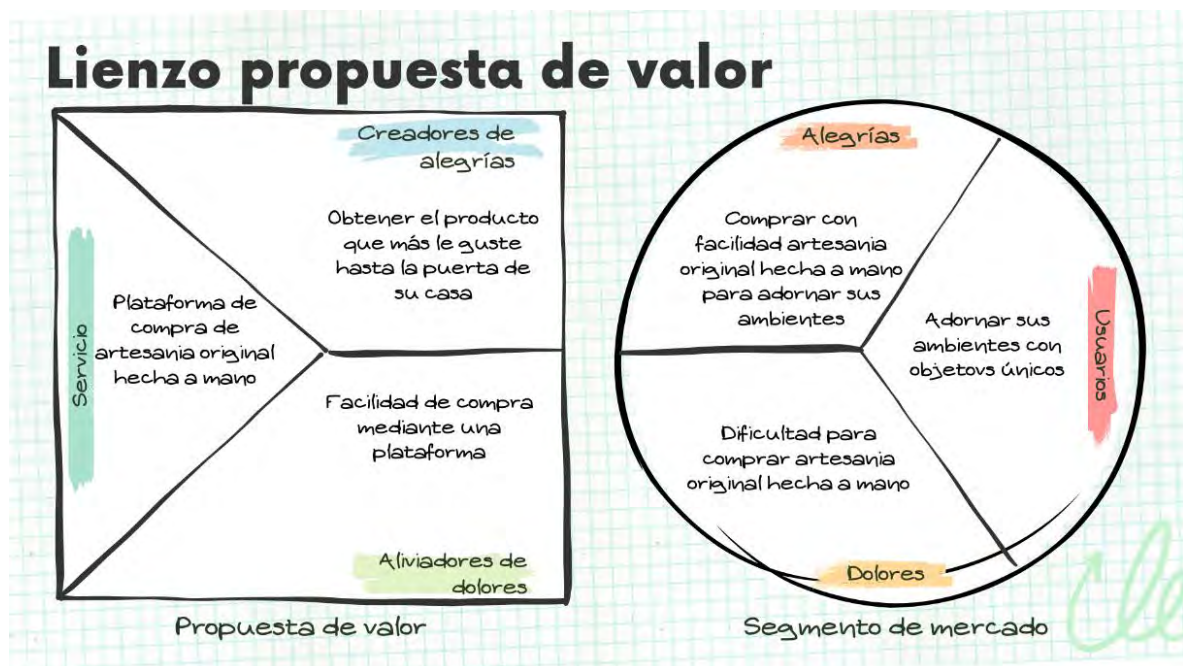 Lienzo propuesta de valor
Creadores de
alegrías
Obtener el producto
que más le guste
hasta la puerta de
su casa
Servicio
Plataforma de
compra de
artesania original
hecha a mano
Facilidad de compra
mediante una
plataforma
Aliviadores de
dolores
Propuesta de valor
Alegrías
Comprar con
facilidad artesania
original hecha a mano
para adornar sus
ambientes
Adornar sus
ambientes con
objetovs únicos
Usuarios
Dificultad para
comprar artesania
original hecha a mano
Dolores
Segmento de mercado